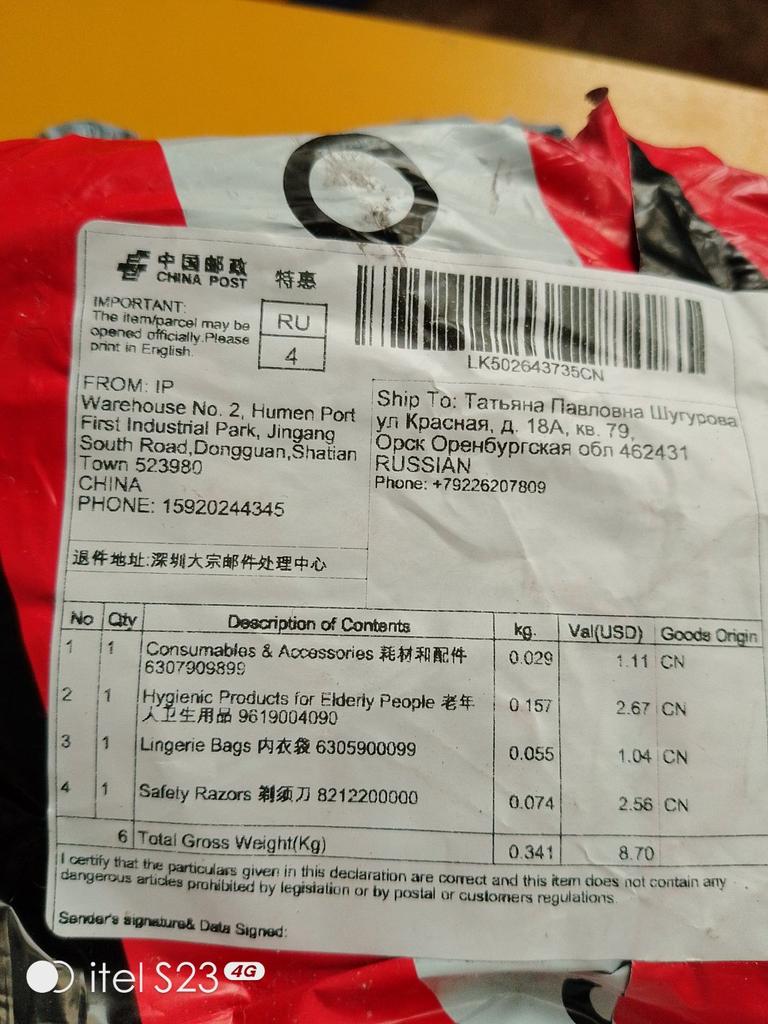 中国邮政
CHINA POST
特惠
IMPORTANT:
The item/parcel may be
opened officially.Please
print in English.
RU
4
LK502643735CN
FROM: IP
Warehouse No. 2, Humen Port
First Industrial Park, Jingang
South Road,Dongguan,Shatian
Town 523980
CHINA
PHONE: 15920244345
Ship To: Татьяна Павловна Шугурова
ул Красная, д. 18А, кв. 79,
Орск Оренбургская обл 462431
RUSSIAN
Phone: +79226207809
退件地址:深圳大宗邮件处理中心
No Qty Description of Contents kg. Val(USD) Goods Origin
1 1 Consumables & Accessories 耗材和配件 0.029 1.11 CN
6307909899
2 1 Hygienic Products for Elderly People 老年 0.157 2.67 CN
人卫生用品 9619004090
3 1 Lingerie Bags 内衣袋 6305900099 0.055 1.04 CN
4 1 Safety Razors 剃须刀 8212200000 0.074 2.56 CN
6 Total Gross Weight(Kg) 0.341 8.70
I certify that the particulars given in this declaration are correct and this item does not contain any
dangerous articles prohibited by legislation or by postal or customers regulations.
Sender's signature& Data Signed:
itel S23 4G